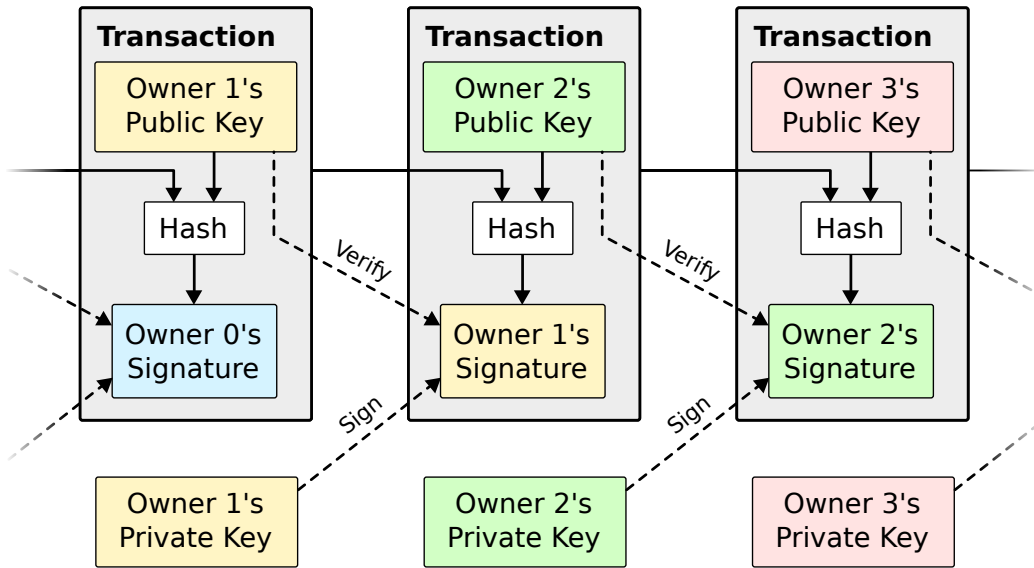 Transaction
Owner 1's
Public Key
Hash
Owner 0's
Signature
Transaction
Owner 2's
Public Key
Hash
Verify
Owner 1's
Signature
Sign
Transaction
Owner 3's
Public Key
Hash
Verify
Owner 2's
Signature
Sign
Owner 1's
Private Key
Owner 2's
Private Key
Owner 3's
Private Key